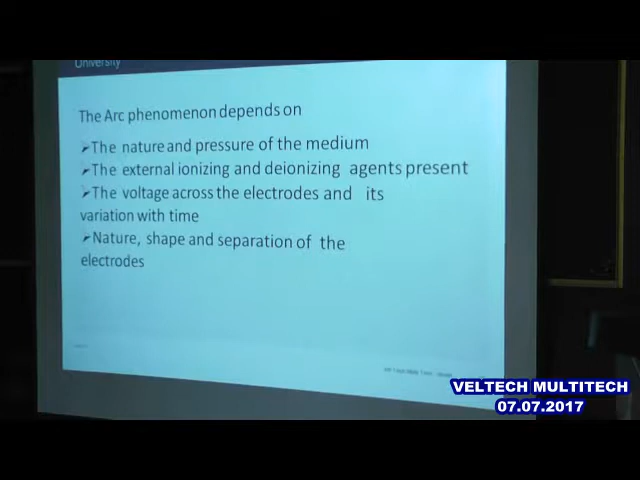 University
The Arc phenomenon depends on
➢The nature and pressure of the medium
➢The external ionizing and deionizing agents present
➢The voltage across the electrodes and its
variation with time
➢Nature, shape and separation of the
electrodes
VELTECH MULTITECH
07.07.2017